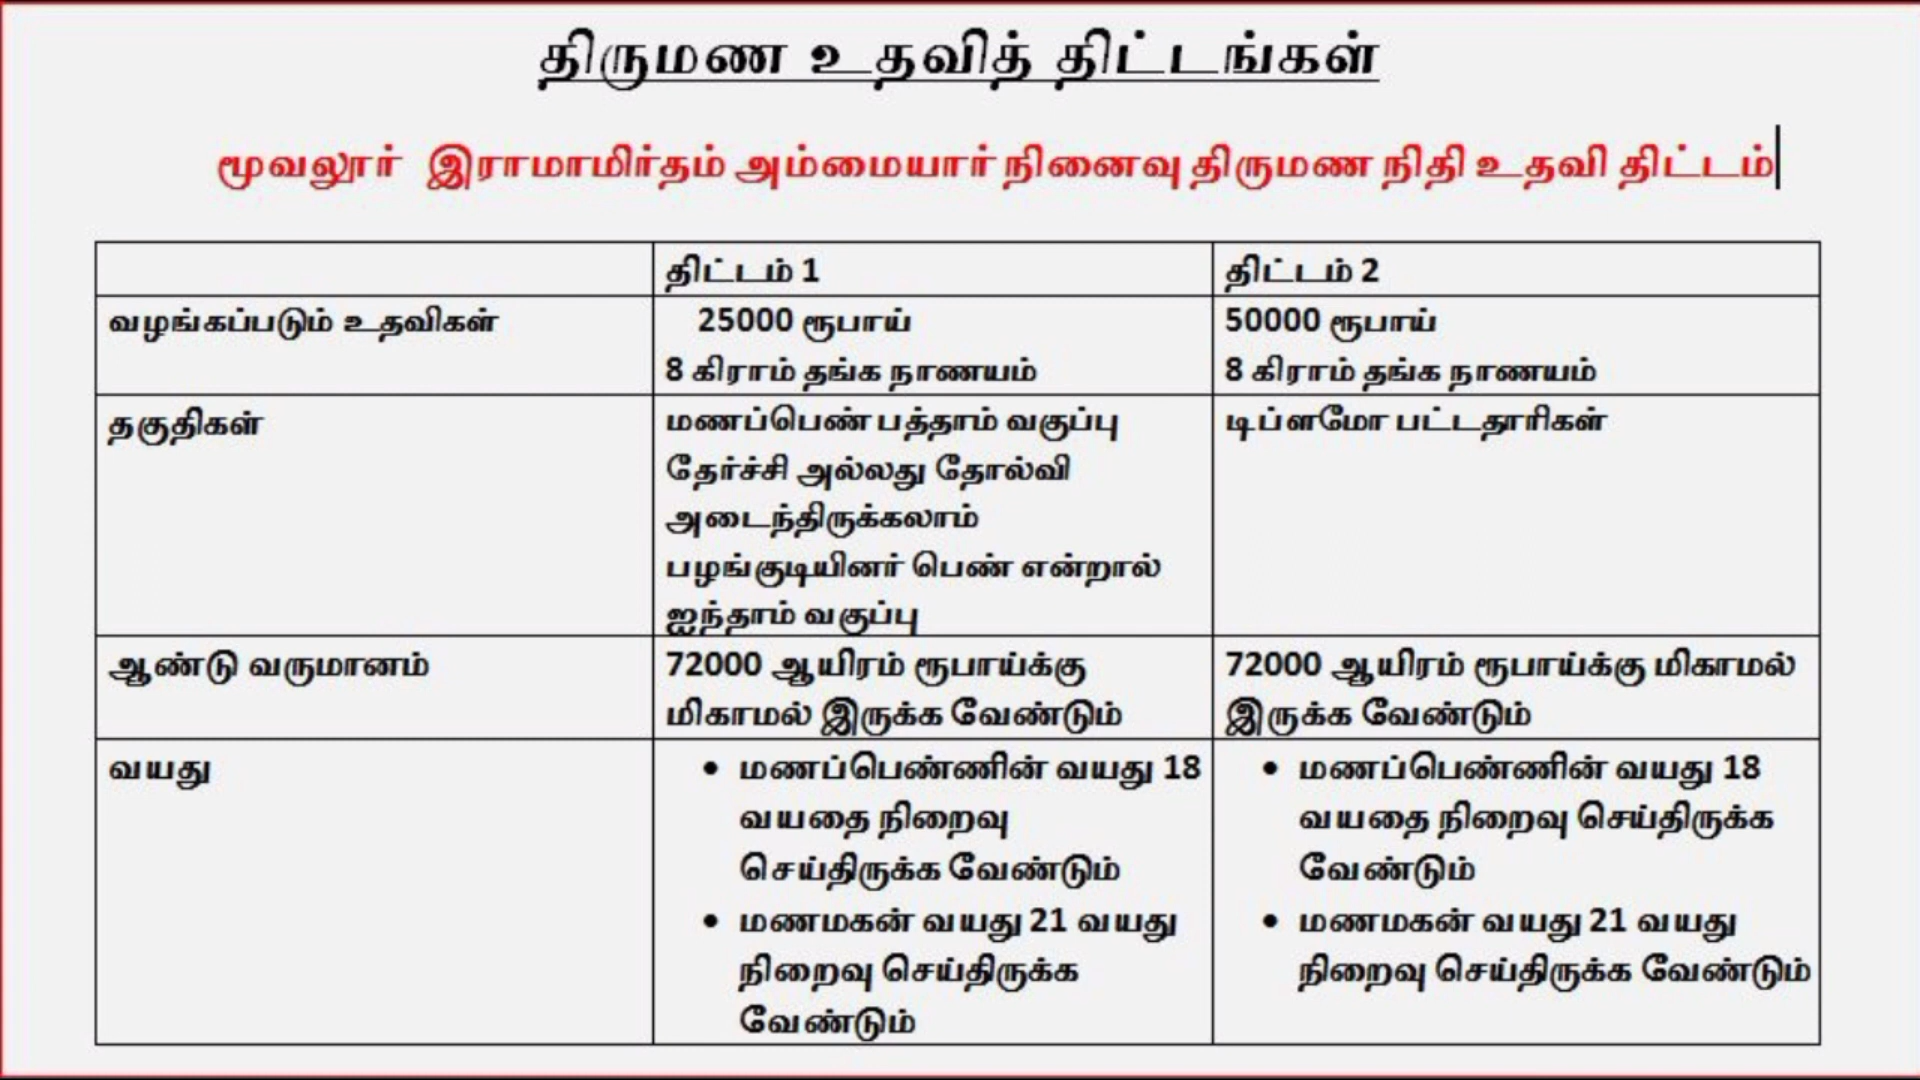 திருமண உதவித் திட்டங்கள்
மூவலூர் இராமாமிர்தம் அம்மையார் நினைவு திருமண நிதி உதவி திட்டம்
திட்டம் 1
திட்டம் 2
வழங்கப்படும் உதவிகள்
25000 ரூபாய்
8 கிராம் தங்க நாணயம்
50000 ரூபாய்
8 கிராம் தங்க நாணயம்
தகுதிகள்
மணப்பெண் பத்தாம் வகுப்பு
தேர்ச்சி அல்லது தோல்வி
அடைந்திருக்கலாம்
பழங்குடியினர் பெண் என்றால்
ஐந்தாம் வகுப்பு
டிப்ளமோ பட்டதாரிகள்
ஆண்டு வருமானம்
72000 ஆயிரம் ரூபாய்க்கு
மிகாமல் இருக்க வேண்டும்
72000 ஆயிரம் ரூபாய்க்கு மிகாமல்
இருக்க வேண்டும்
வயது
• மணப்பெண்ணின் வயது 18
வயதை நிறைவு
செய்திருக்க வேண்டும்
• மணமகன் வயது 21 வயது
நிறைவு செய்திருக்க
வேண்டும்
• மணப்பெண்ணின் வயது 18
வயதை நிறைவு செய்திருக்க
வேண்டும்
• மணமகன் வயது 21 வயது
நிறைவு செய்திருக்க வேண்டும்